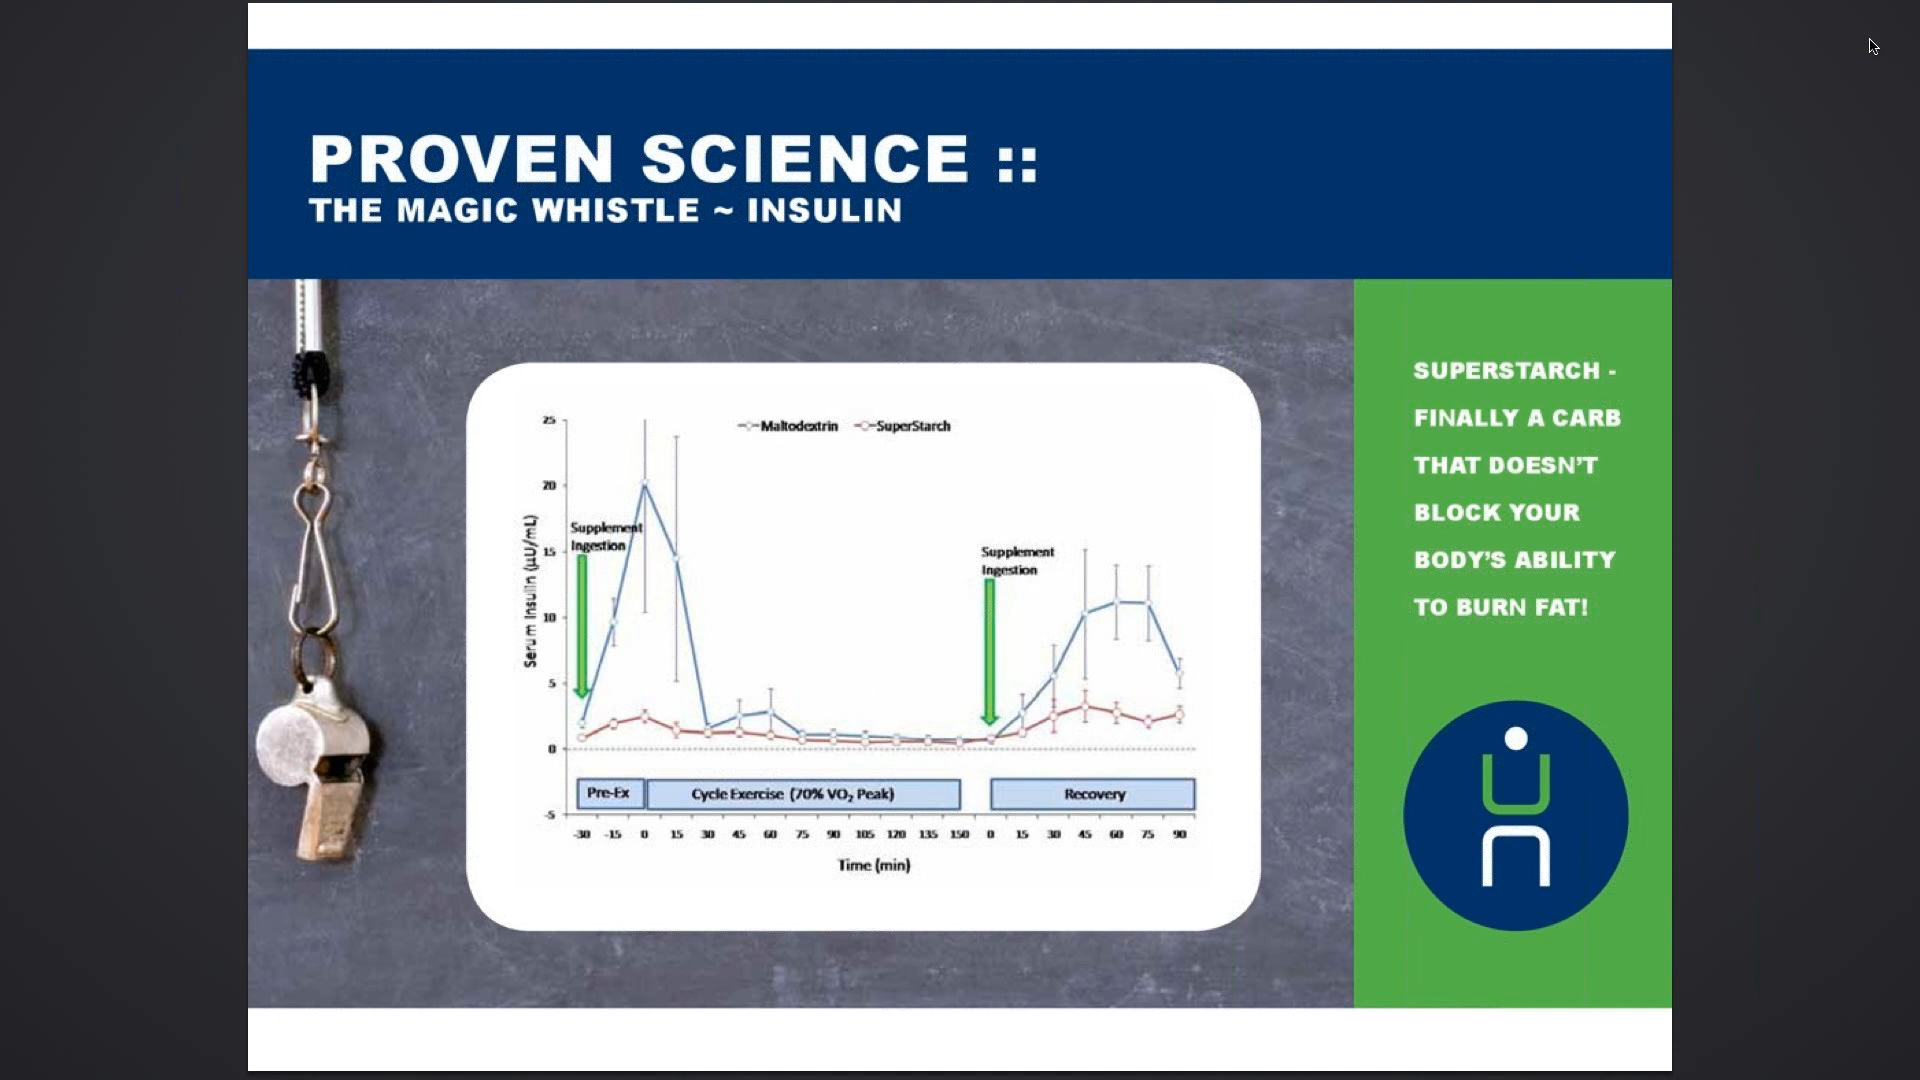 PROVEN SCIENCE ::
THE MAGIC WHISTLE ~ INSULIN
SUPERSTARCH -
FINALLY A CARB
THAT DOESN’T
BLOCK YOUR
BODY’S ABILITY
TO BURN FAT!
Maltodextrin SuperStarch
25
20
15
10
5
0
-5
Serum Insulin (µU/mL)
Supplement
Ingestion
Supplement
Ingestion
Pre-Ex Cycle Exercise (70% VO₂ Peak) Recovery
-30 -15 0 15 30 45 60 75 90 105 120 135 150 0 15 30 45 60 75 90
Time (min)
un